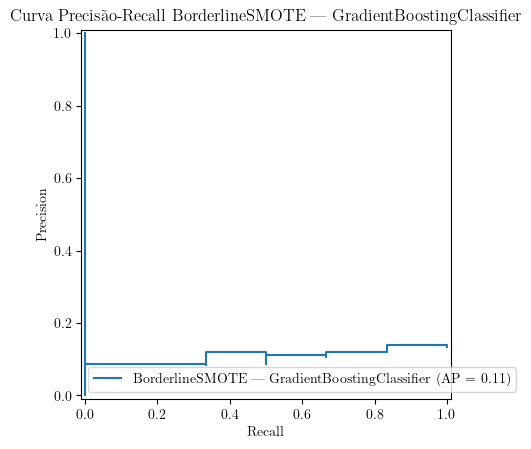 Curva Precisão-Recall BorderlineSMOTE — GradientBoostingClassifier
1.0
0.8
0.6
0.4
0.2
0.0
Precision
BorderlineSMOTE — GradientBoostingClassifier (AP = 0.11)
0.0 0.2 0.4 0.6 0.8 1.0
Recall